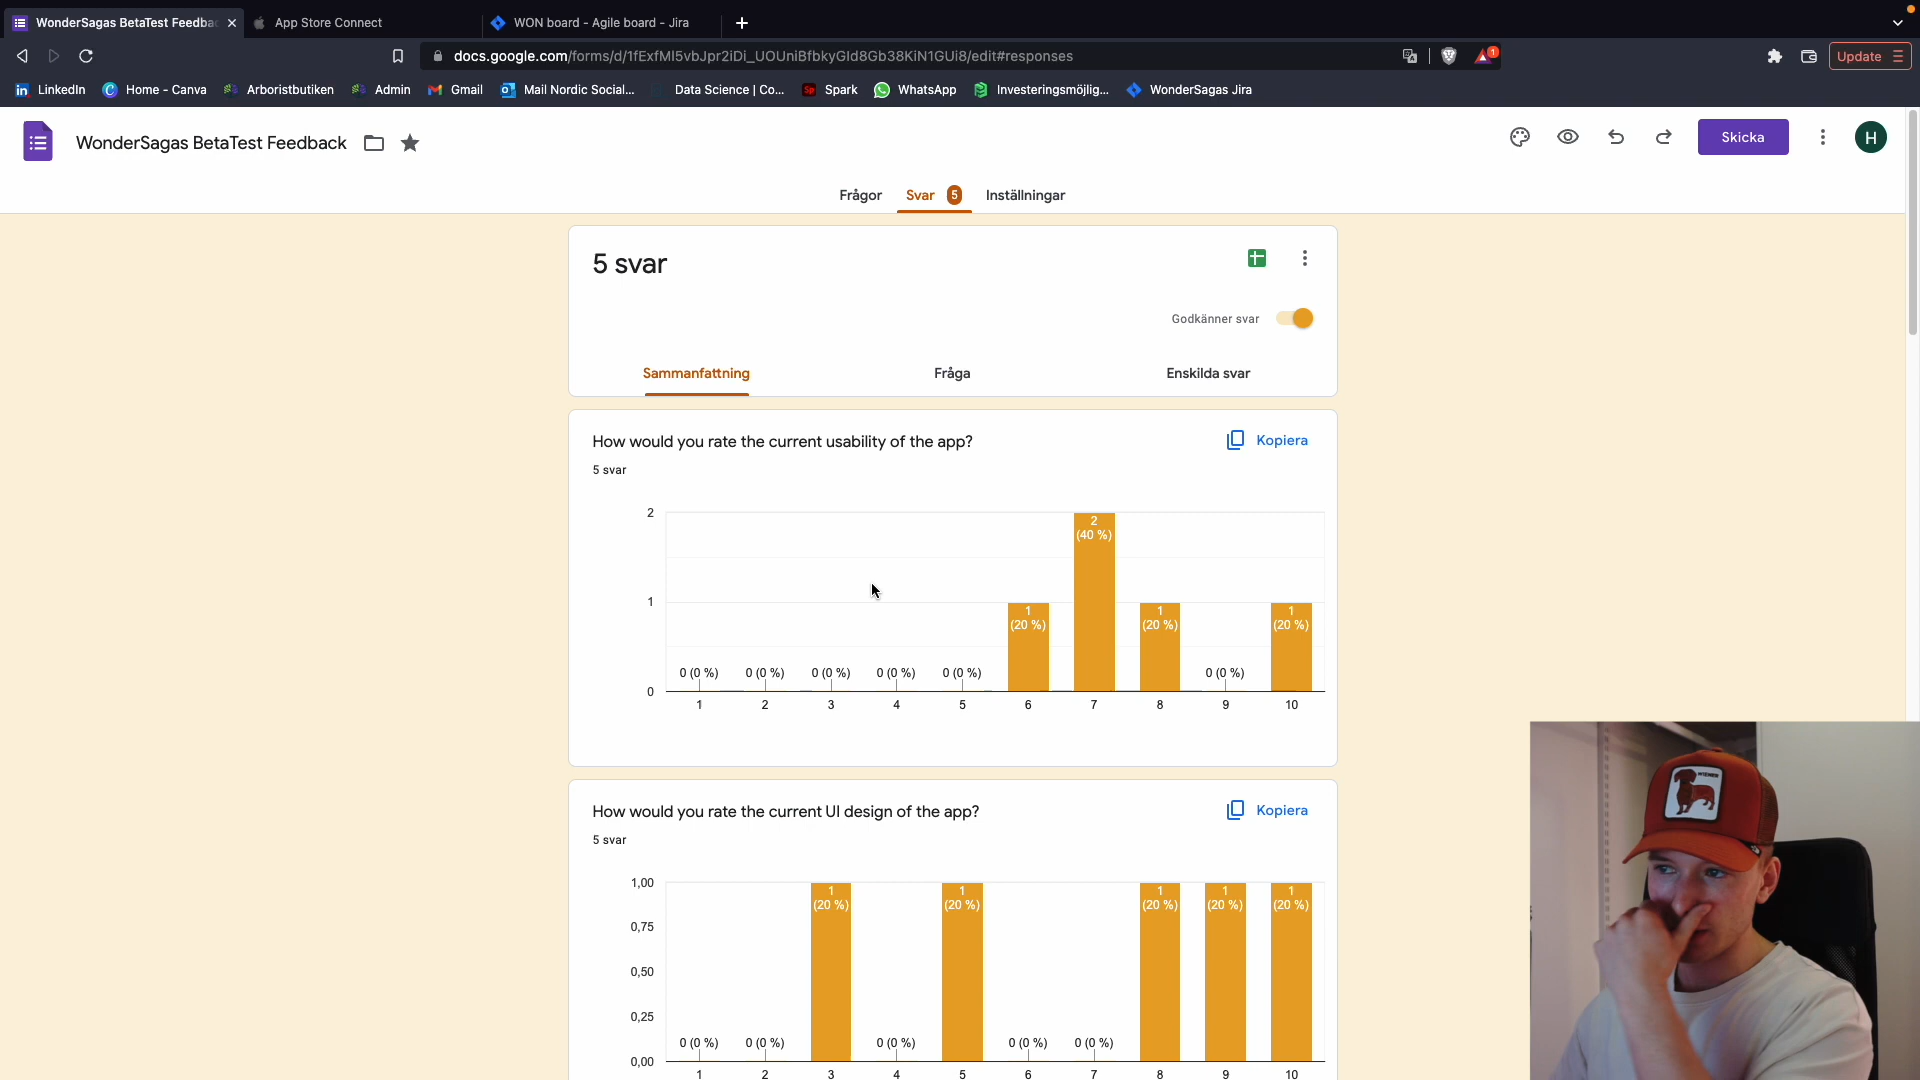 WonderSagas BetaTest Feedba
App Store Connect
WON board - Agile board - Jira
docs.google.com/forms/d/1fExfMI5vbJpr2iDi_UOUniBfbkyGId8Gb38KiN1GUi8/edit#responses
1
Update
LinkedIn
Home - Canva
Arboristbutiken
Admin
Gmail
Mail Nordic Social...
Data Science | Co...
Sp
Spark
WhatsApp
Investeringsmöjlig...
WonderSagas Jira
WonderSagas BetaTest Feedback
Skicka
H
Frågor
Svar 5
Inställningar
5 svar
Godkänner svar
Sammanfattning
Fråga
Enskilda svar
How would you rate the current usability of the app?
Kopiera
5 svar
2
1
0
0 (0 %)
0 (0 %)
0 (0 %)
0 (0 %)
0 (0 %)
1
(20 %)
2
(40 %)
1
(20 %)
0 (0 %)
1
(20 %)
1 2 3 4 5 6 7 8 9 10
How would you rate the current UI design of the app?
Kopiera
5 svar
1,00
0,75
0,50
0,25
0,00
0 (0 %)
0 (0 %)
1
(20 %)
0 (0 %)
1
(20 %)
0 (0 %)
0 (0 %)
1
(20 %)
1
(20 %)
1
(20 %)
1 2 3 4 5 6 7 8 9 10
WIENER